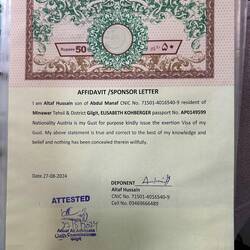 Rupees 50
۵۰
AFFIDAVIT /SPONSOR LETTER
I am Altaf Hussain son of Abdul Manaf CNIC No. 71501-4016540-9 resident of
Minawar Tehsil & District Gilgit, ELISABETH KOHBERGER passport No. AP0149599
Nationality Austria is my Gust for purpose kindly issue the exertion Visa of my
Gust. My above statement is true and correct to the best of my knowledge and
belief and nothing has been concealed therein willfully.
Date 27-08-2024
DEPONENT
Altaf Hussain
CNIC No. 71501-4016540-9
Cell No. 03469666489
ATTESTED